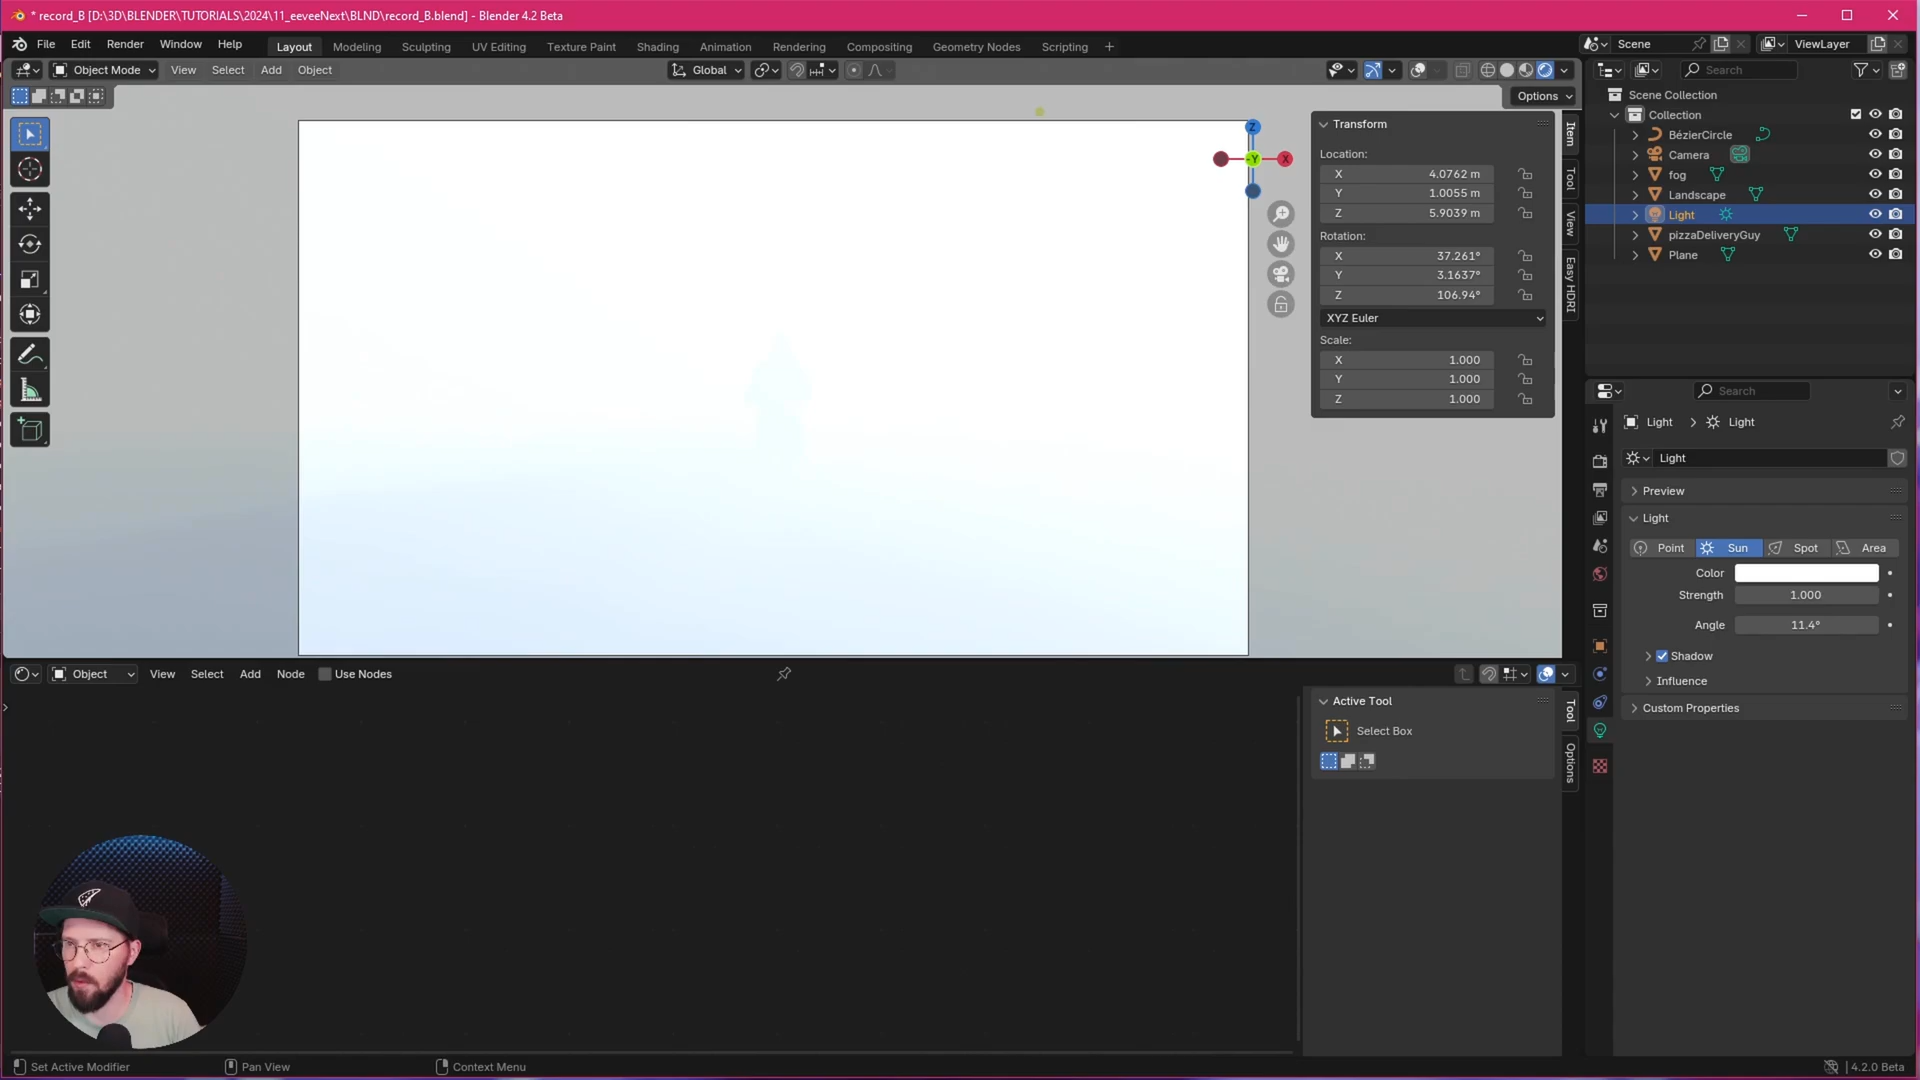 * record_B [D:\3D\BLENDER\TUTORIALS\2024\11_eeveeNext\BLND\record_B.blend] - Blender 4.2 Beta
File Edit Render Window Help Layout Modeling Sculpting UV Editing Texture Paint Shading Animation Rendering Compositing Geometry Nodes Scripting
Scene
ViewLayer
Object Mode View Select Add Object
Global
Options
Search
Scene Collection
Collection
BézierCircle
Camera
fog
Landscape
Light
pizzaDeliveryGuy
Plane
Z
-Y
X
Transform
Location:
X 4.0762 m
Y 1.0055 m
Z 5.9039 m
Rotation:
X 37.261°
Y 3.1637°
Z 106.94°
XYZ Euler
Scale:
X 1.000
Y 1.000
Z 1.000
Item
Tool
View
Easy HDRI
Search
Light Light
Light
Preview
Light
Point Sun Spot Area
Color
Strength 1.000
Angle 11.4°
Shadow
Influence
Custom Properties
Object View Select Add Node Use Nodes
Active Tool
Select Box
Tool
Options
Set Active Modifier
Pan View
Context Menu
4.2.0 Beta